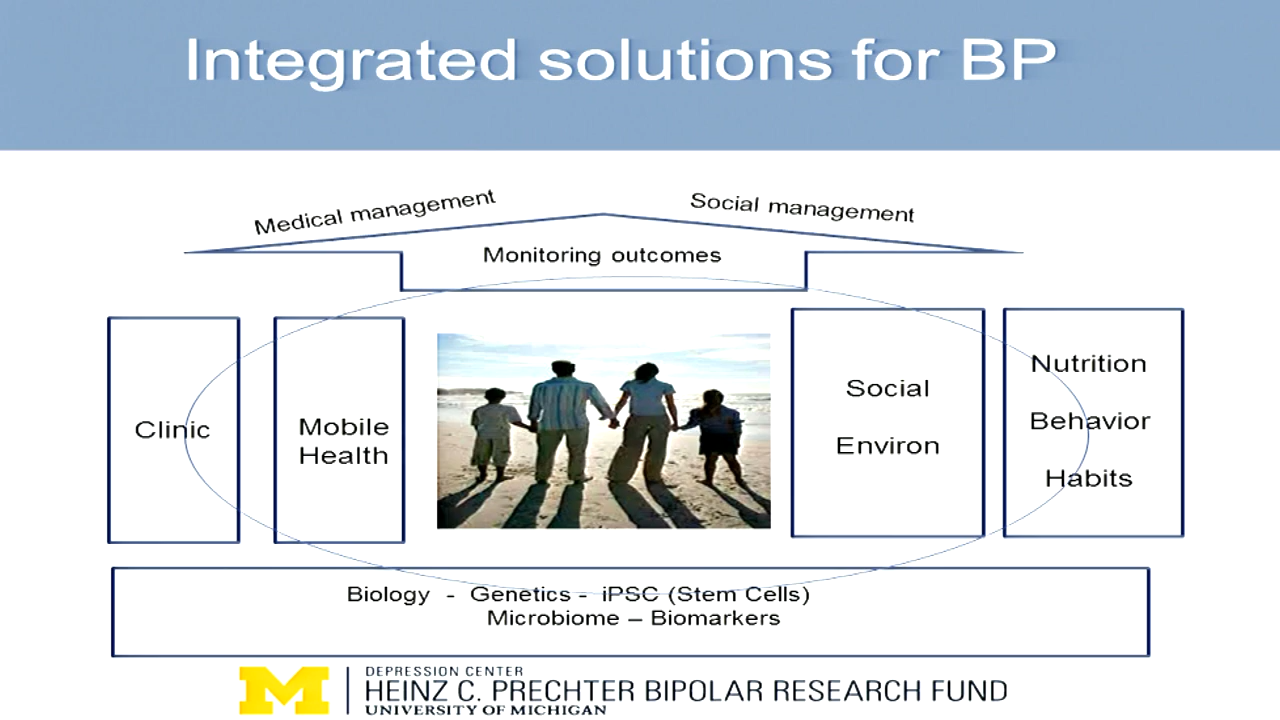 Integrated solutions for BP
Medical management
Social management
Monitoring outcomes
Clinic
Mobile
Health
Social
Environ
Nutrition
Behavior
Habits
Biology - Genetics - iPSC (Stem Cells)
Microbiome – Biomarkers
M
DEPRESSION CENTER
HEINZ C. PRECHTER BIPOLAR RESEARCH FUND
UNIVERSITY OF MICHIGAN